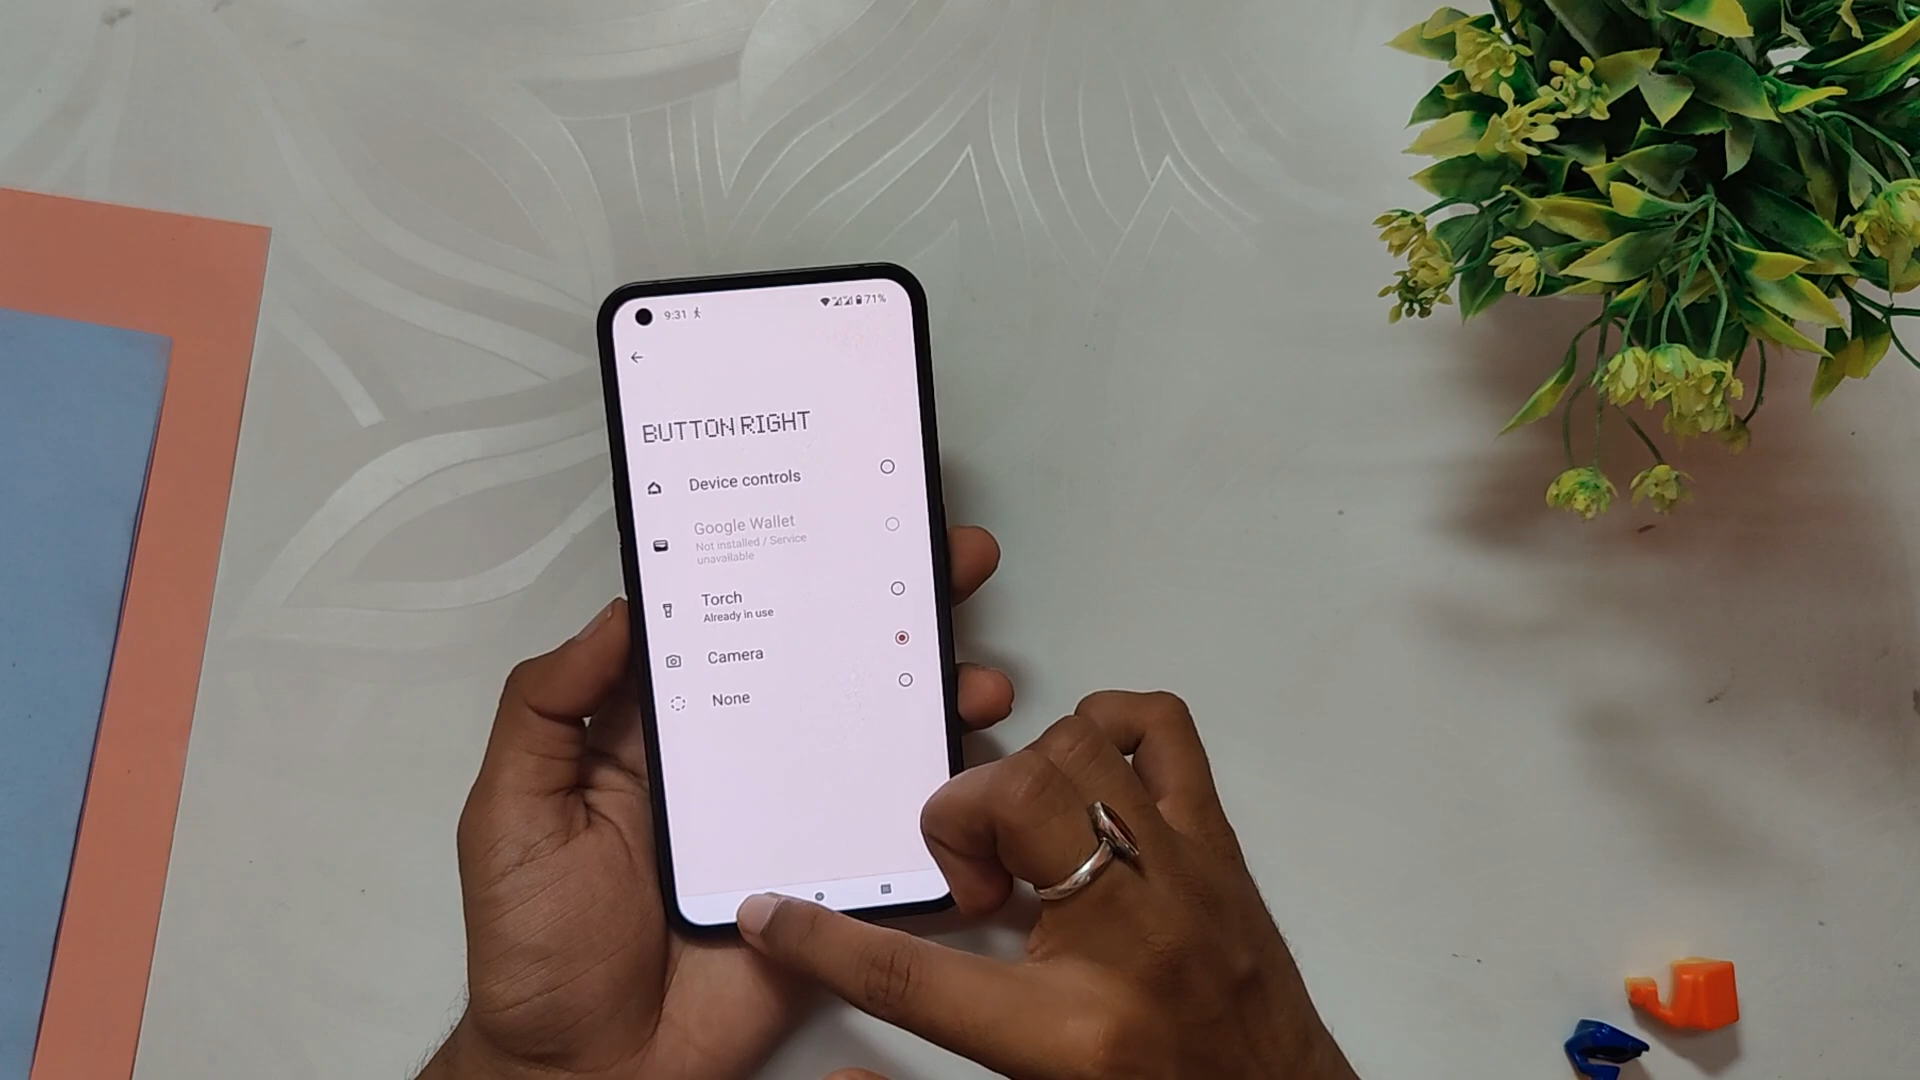 9:31
71%
BUTTON RIGHT
Device controls
Google Wallet
Not installed / Service
unavailable
Torch
Already in use
Camera
None